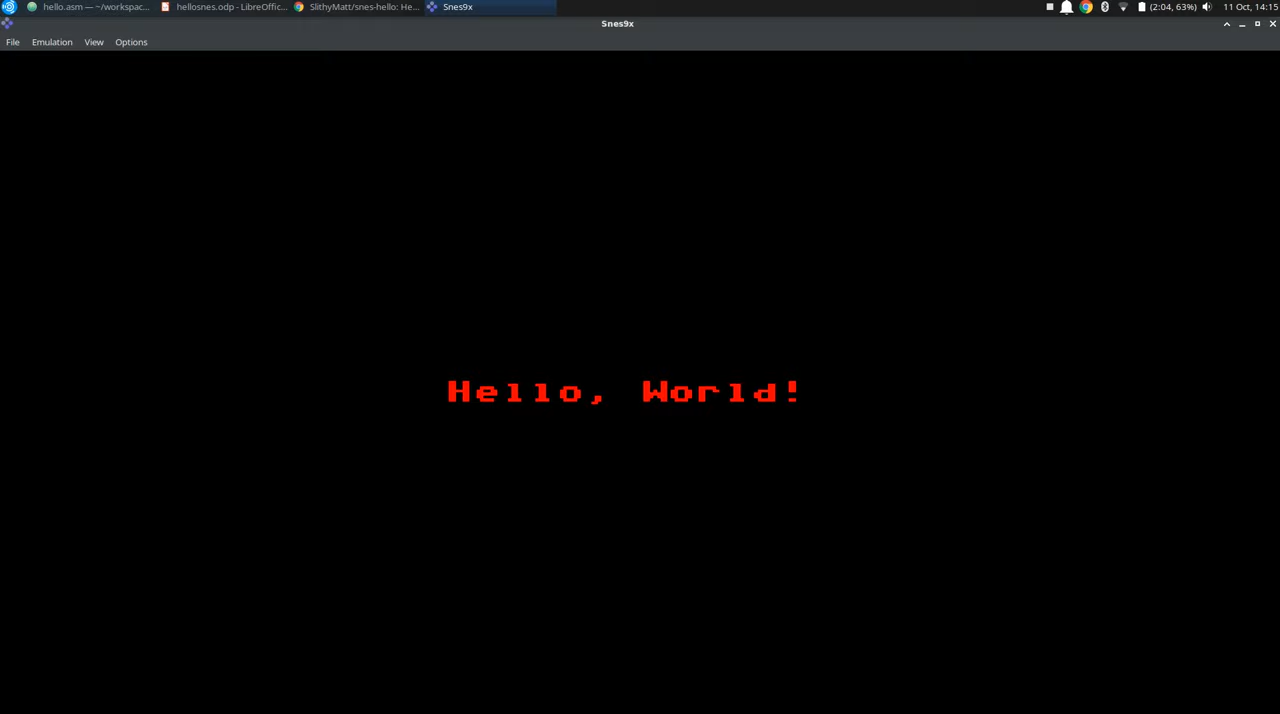 hello.asm — ~/workspac... hellosnes.odp - LibreOffic... SlithyMatt/snes-hello: He... Snes9x (2:04, 63%) 11 Oct, 14:15
Snes9x
File Emulation View Options
Hello, World!